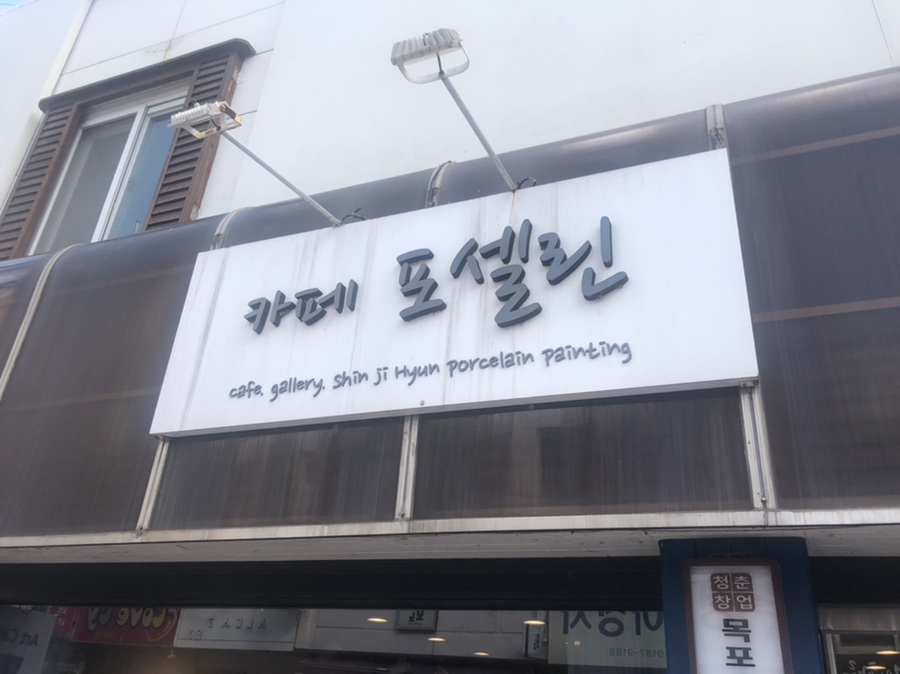 카페 포셀린
cafe. gallery. Shin ji Hyun porcelain painting
청춘
창업
목포